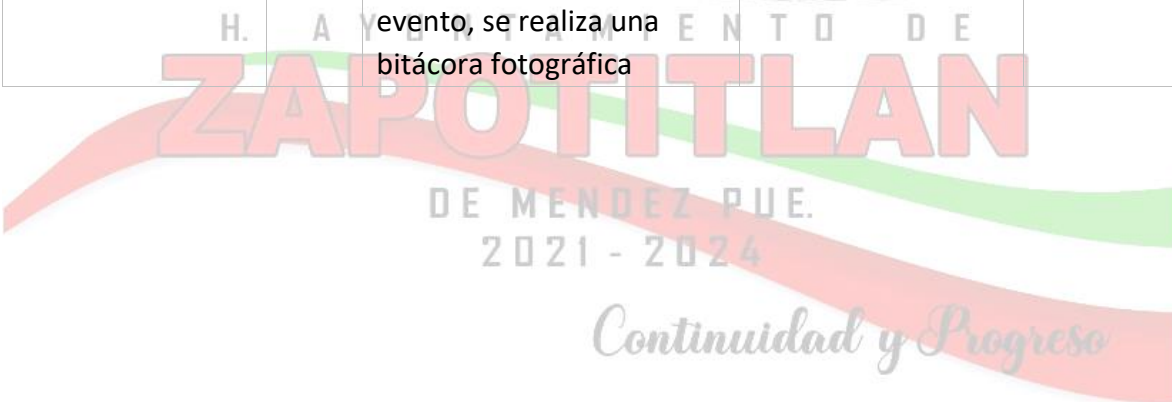 evento, se realiza una
bitácora fotográfica
H. AYUNTAMIENTO DE
ZAPOTITLAN
DE MENDEZ PUE.
2021 - 2024
Continuidad y Progreso